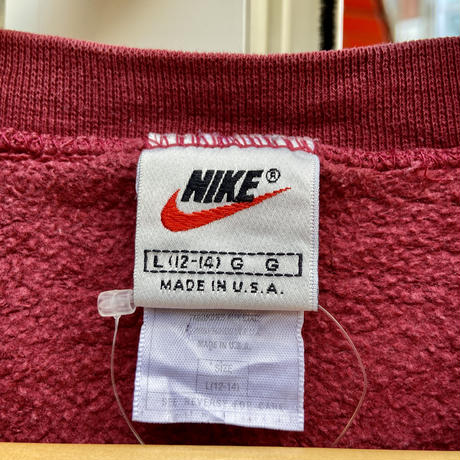 NIKE®
L (12-14) G G
MADE IN U.S.A.
MADE IN U.S.A.
SIZE
L(12-14)
SEE REVERSE FOR CARE